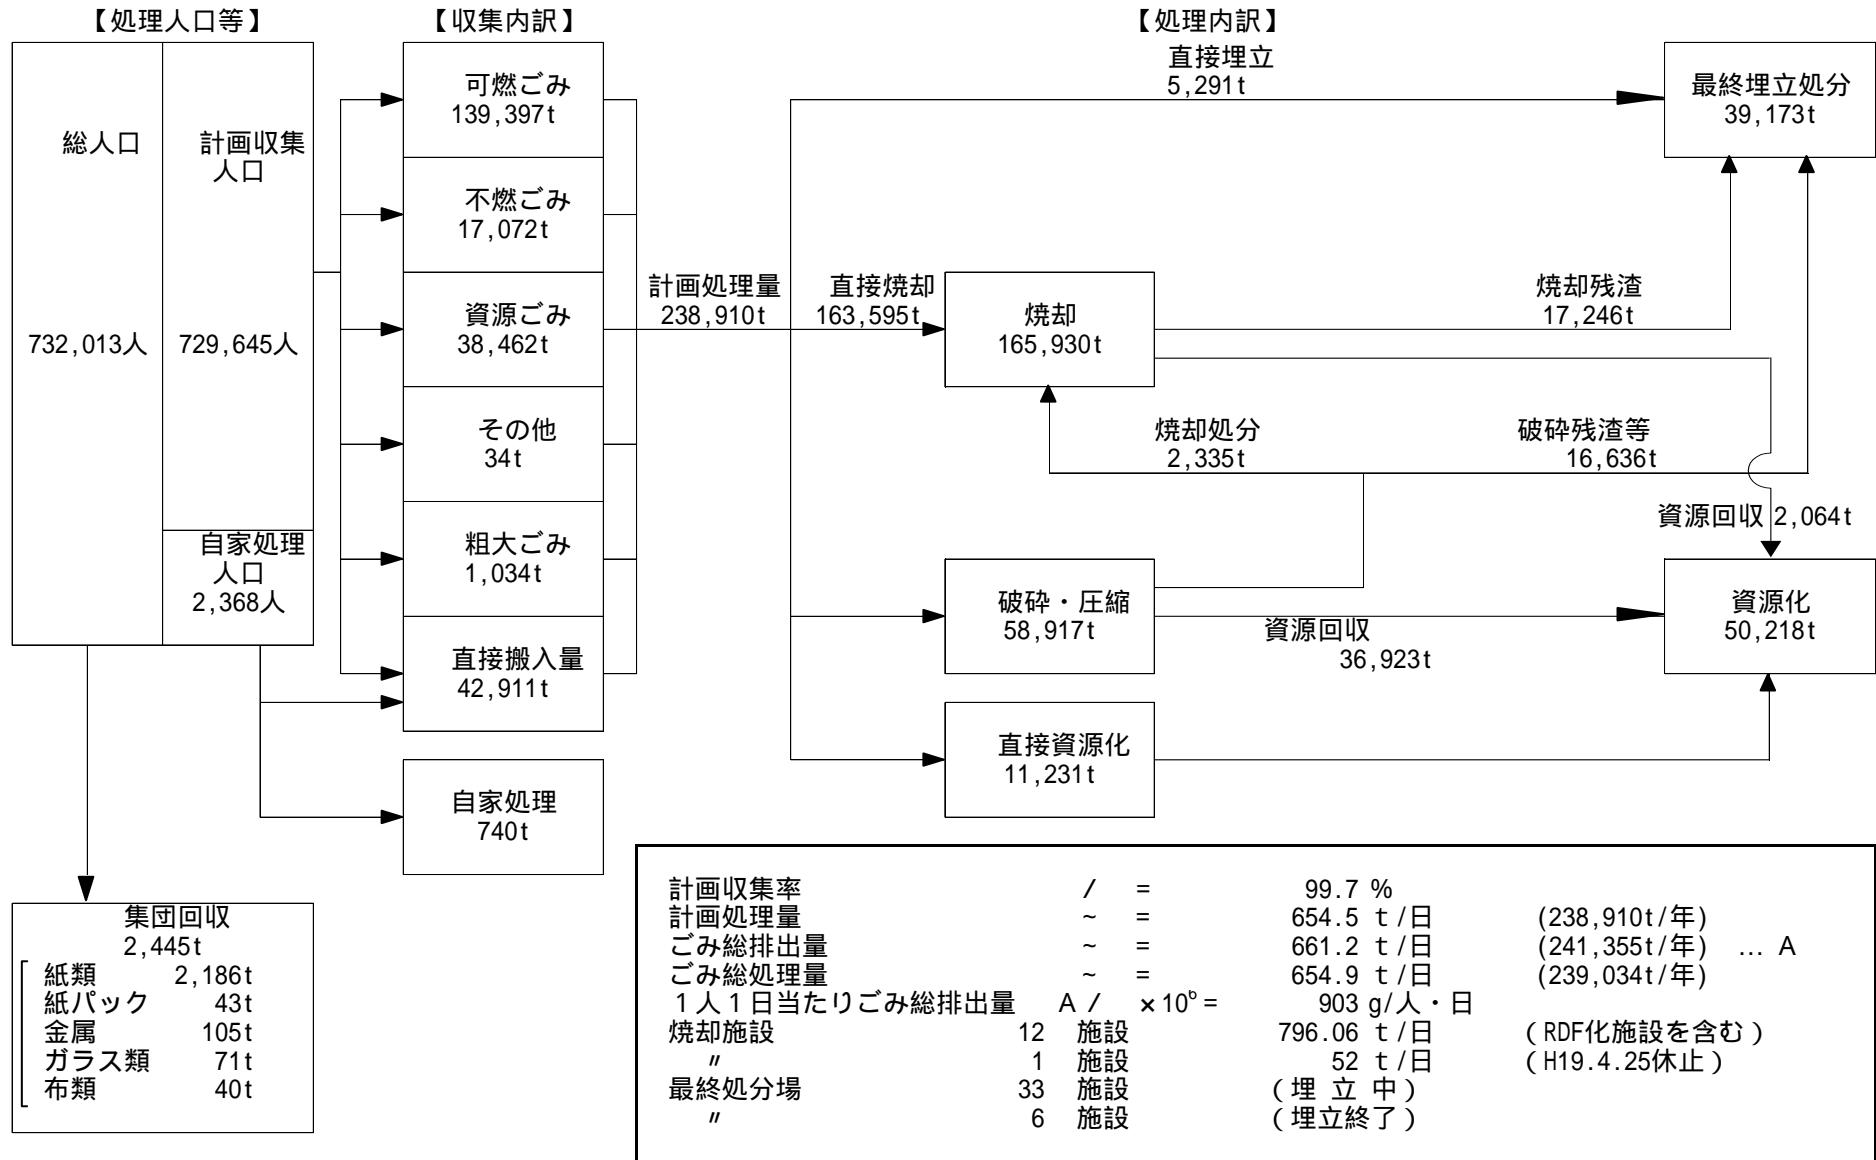 【処理人口等】
総人口
732,013人
計画収集
人口
729,645人
自家処理
人口
2,368人
集団回収
2,445t
紙類 2,186t
紙パック 43t
金属 105t
ガラス類 71t
布類 40t
【収集内訳】
可燃ごみ
139,397t
不燃ごみ
17,072t
資源ごみ
38,462t
その他
34t
粗大ごみ
1,034t
直接搬入量
42,911t
自家処理
740t
【処理内訳】
計画処理量
238,910t
直接埋立
5,291t
最終埋立処分
39,173t
直接焼却
163,595t
焼却
165,930t
焼却残渣
17,246t
焼却処分
2,335t
破砕残渣等
16,636t
資源回収 2,064t
破砕・圧縮
58,917t
資源回収
36,923t
資源化
50,218t
直接資源化
11,231t
計画収集率 / = 99.7 %
計画処理量 ~ = 654.5 t/日 (238,910t/年)
ごみ総排出量 ~ = 661.2 t/日 (241,355t/年) … A
ごみ総処理量 ~ = 654.9 t/日 (239,034t/年)
1人1日当たりごみ総排出量 A / ×10⁶ = 903 g/人・日
焼却施設 12 施設 796.06 t/日 (RDF化施設を含む)
〃 1 施設 52 t/日 (H19.4.25休止)
最終処分場 33 施設 (埋 立 中)
〃 6 施設 (埋立終了)